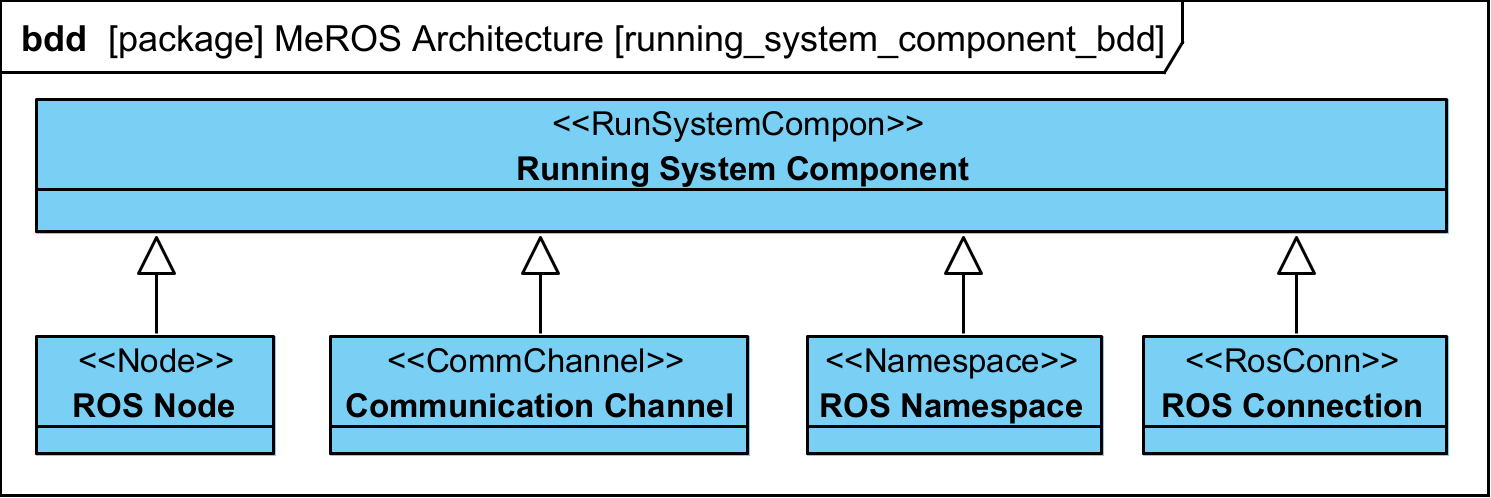 bdd [package] MeROS Architecture [running_system_component_bdd]
<<RunSystemCompon>>
Running System Component
<<Node>>
ROS Node
<<CommChannel>>
Communication Channel
<<Namespace>>
ROS Namespace
<<RosConn>>
ROS Connection